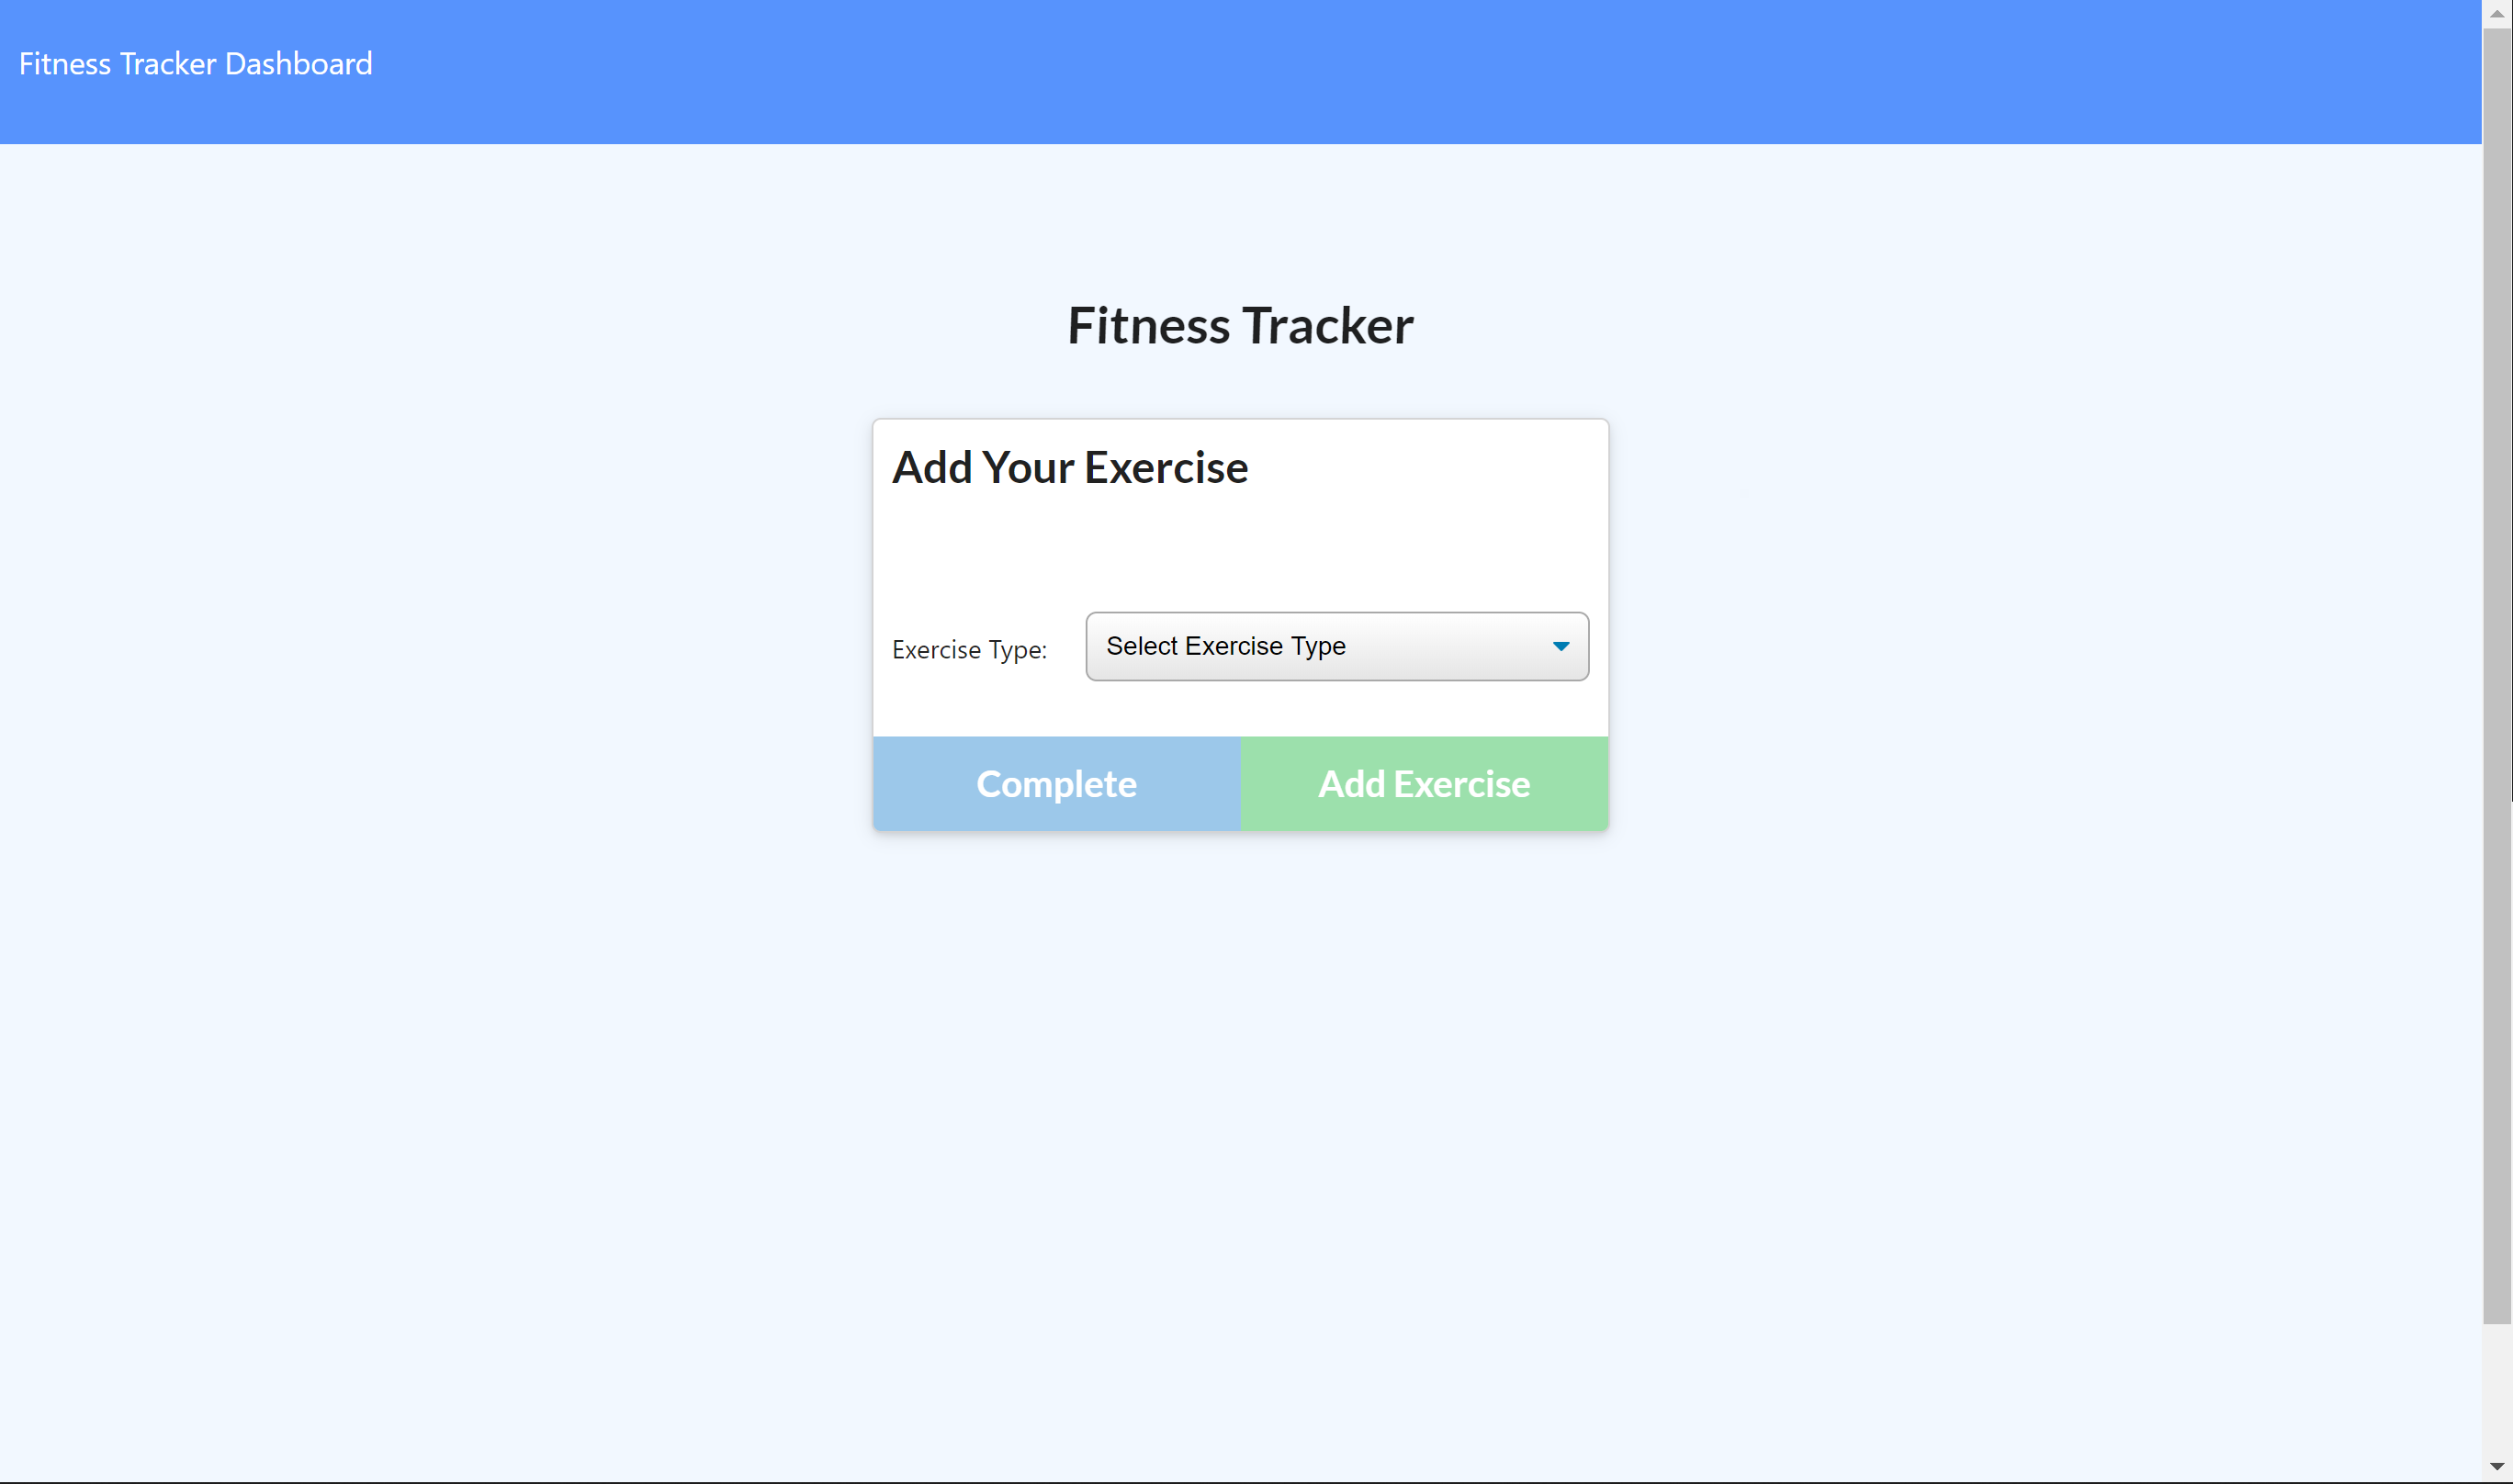 Fitness Tracker Dashboard
Fitness Tracker
Add Your Exercise
Exercise Type: Select Exercise Type
Complete Add Exercise